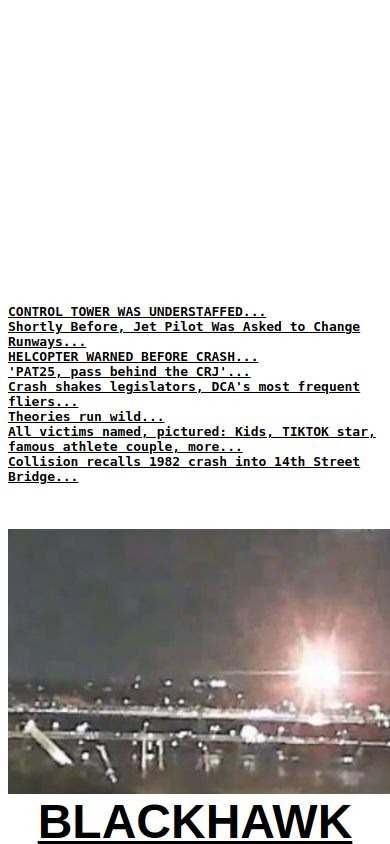 CONTROL TOWER WAS UNDERSTAFFED...
Shortly Before, Jet Pilot Was Asked to Change
Runways...
HELCOPTER WARNED BEFORE CRASH...
'PAT25, pass behind the CRJ'...
Crash shakes legislators, DCA's most frequent
fliers...
Theories run wild...
All victims named, pictured: Kids, TIKTOK star,
famous athlete couple, more...
Collision recalls 1982 crash into 14th Street
Bridge...
BLACKHAWK